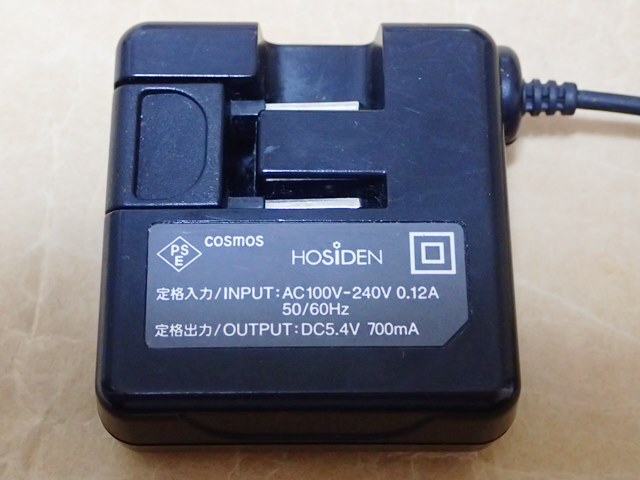 PSE cosmos HOSiDEN
定格入力/INPUT:AC100V-240V 0.12A
50/60Hz
定格出力/OUTPUT:DC5.4V 700mA